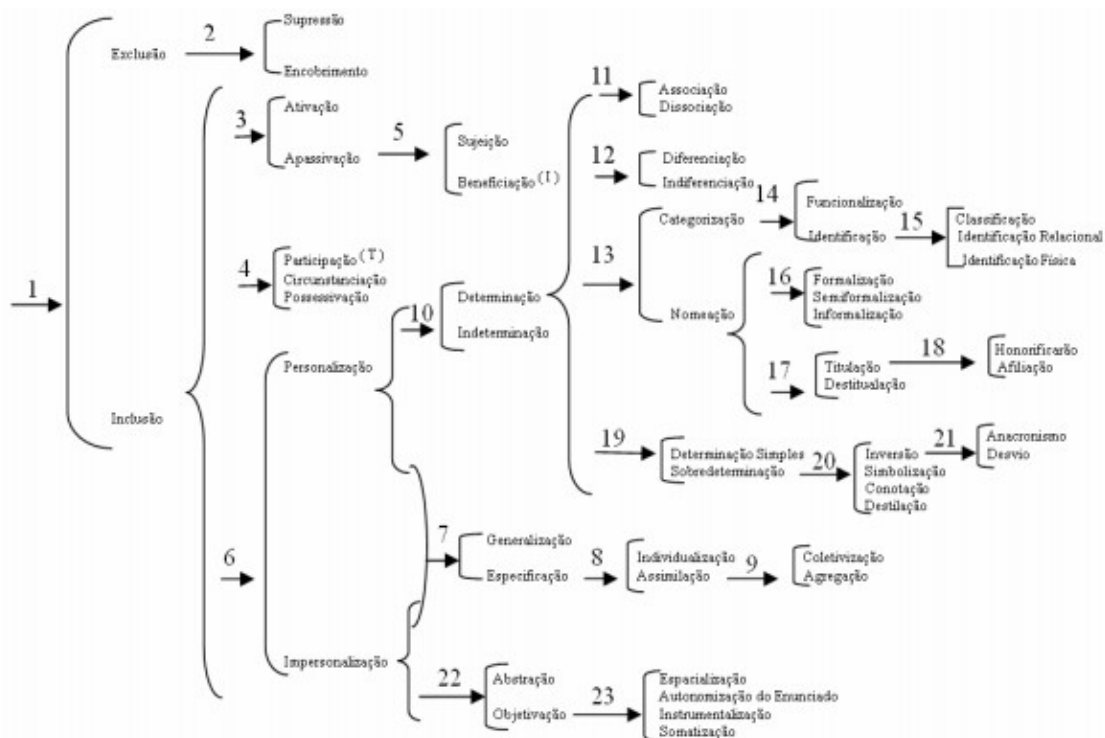 1
Exclusão
2
Supressão
Encobrimento
Inclusão
3
Ativação
Apassivação
5
Sujeição
Beneficiação (I)
4
Participação (T)
Circunstanciação
Possessivação
6
Personalização
10
Determinação
Indeterminação
11
Associação
Dissociação
12
Diferenciação
Indiferenciação
13
Categorização
14
Funcionalização
Identificação
15
Classificação
Identificação Relacional
Identificação Física
Nomeação
16
Formalização
Semiformalização
Informalização
17
Titulação
Destitualação
18
Honorificarão
Afiliação
19
Determinação Simples
Sobredeterminação
20
Inversão
Simbolização
Conotação
Destilação
21
Anacronismo
Desvio
7
Generalização
Especificação
8
Individualização
Assimilação
9
Coletivização
Agregação
Impersonalização
22
Abstração
Objetivação
23
Espacialização
Autonomização do Enunciado
Instrumentalização
Somatização